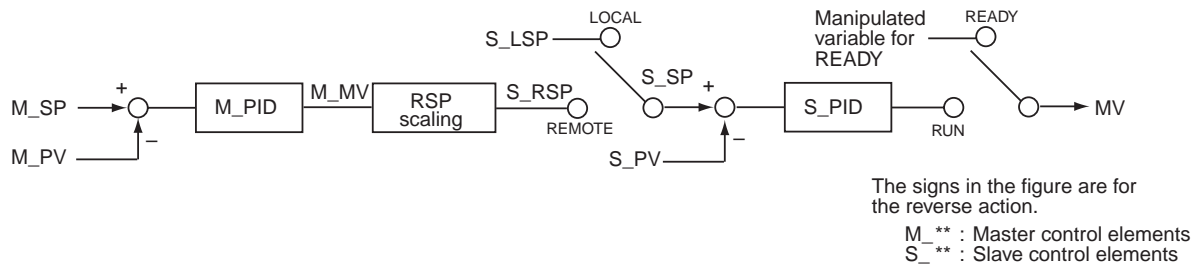 LOCAL
S_LSP
Manipulated
variable for
READY
READY
M_SP
+
M_PID
M_MV
RSP
scaling
S_RSP
REMOTE
S_SP
+
S_PID
RUN
MV
M_PV
–
S_PV
–
The signs in the figure are for
the reverse action.
M_ ** : Master control elements
S_ ** : Slave control elements